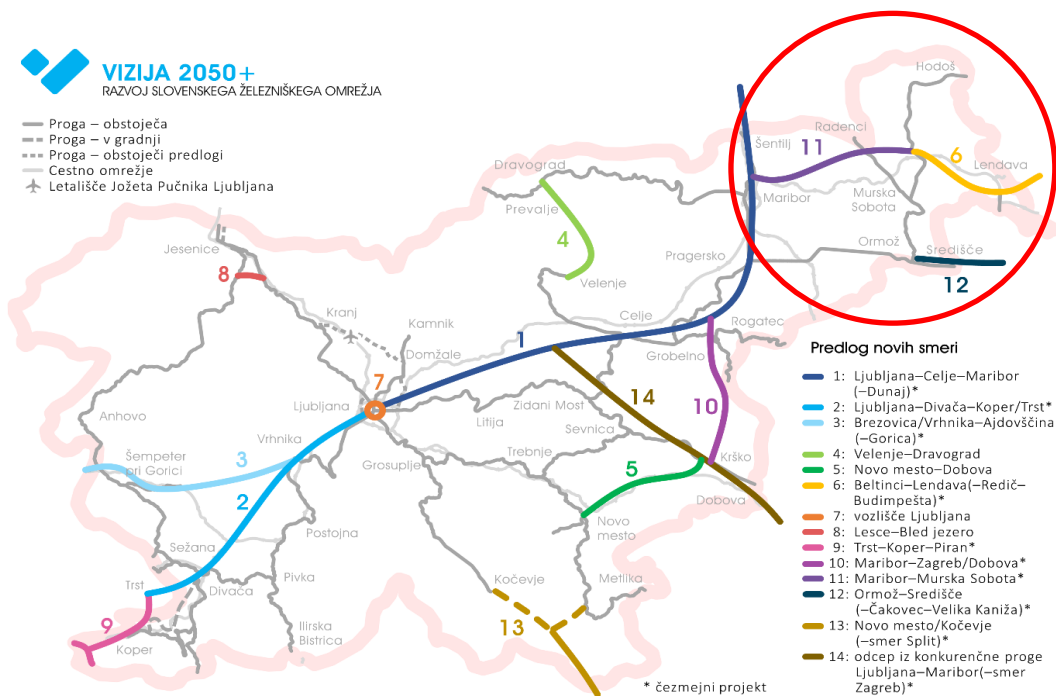 VIZIJA 2050+
RAZVOJ SLOVENSKEGA ŽELEZNIŠKEGA OMREŽJA
Proga – obstoječa
Proga – v gradnji
Proga – obstoječi predlogi
Cestno omrežje
Letališče Jožeta Pučnika Ljubljana
Hodoš
Radenci
Šentilj
11
6
Lendava
Dravograd
Maribor
Murska
Sobota
Prevalje
4
Ormož
Središče
Jesenice
Pragersko
12
8
Velenje
Kranj
Kamnik
Celje
Rogatec
1
Domžale
Grobelno
7
14
10
Ljubljana
Zidani Most
Anhovo
Litija
Sevnica
Vrhnika
Trebnje
Krško
Šempeter
pri Gorici
3
Grosuplje
5
2
Dobova
Novo
mesto
Postojna
Sežana
Kočevje
Metlika
Trst
Divača
Pivka
9
13
Koper
Ilirska
Bistrica
* čezmejni projekt
Predlog novih smeri
1: Ljubljana–Celje–Maribor
(–Dunaj)*
2: Ljubljana–Divača–Koper/Trst*
3: Brezovica/Vrhnika–Ajdovščina
(–Gorica)*
4: Velenje–Dravograd
5: Novo mesto–Dobova
6: Beltinci–Lendava(–Redič–
Budimpešta)*
7: vozlišče Ljubljana
8: Lesce–Bled jezero
9: Trst–Koper–Piran*
10: Maribor–Zagreb/Dobova*
11: Maribor–Murska Sobota*
12: Ormož–Središče
(–Čakovec–Velika Kaniža)*
13: Novo mesto/Kočevje
(–smer Split)*
14: odcep iz konkurenčne proge
Ljubljana–Maribor(–smer
Zagreb)*